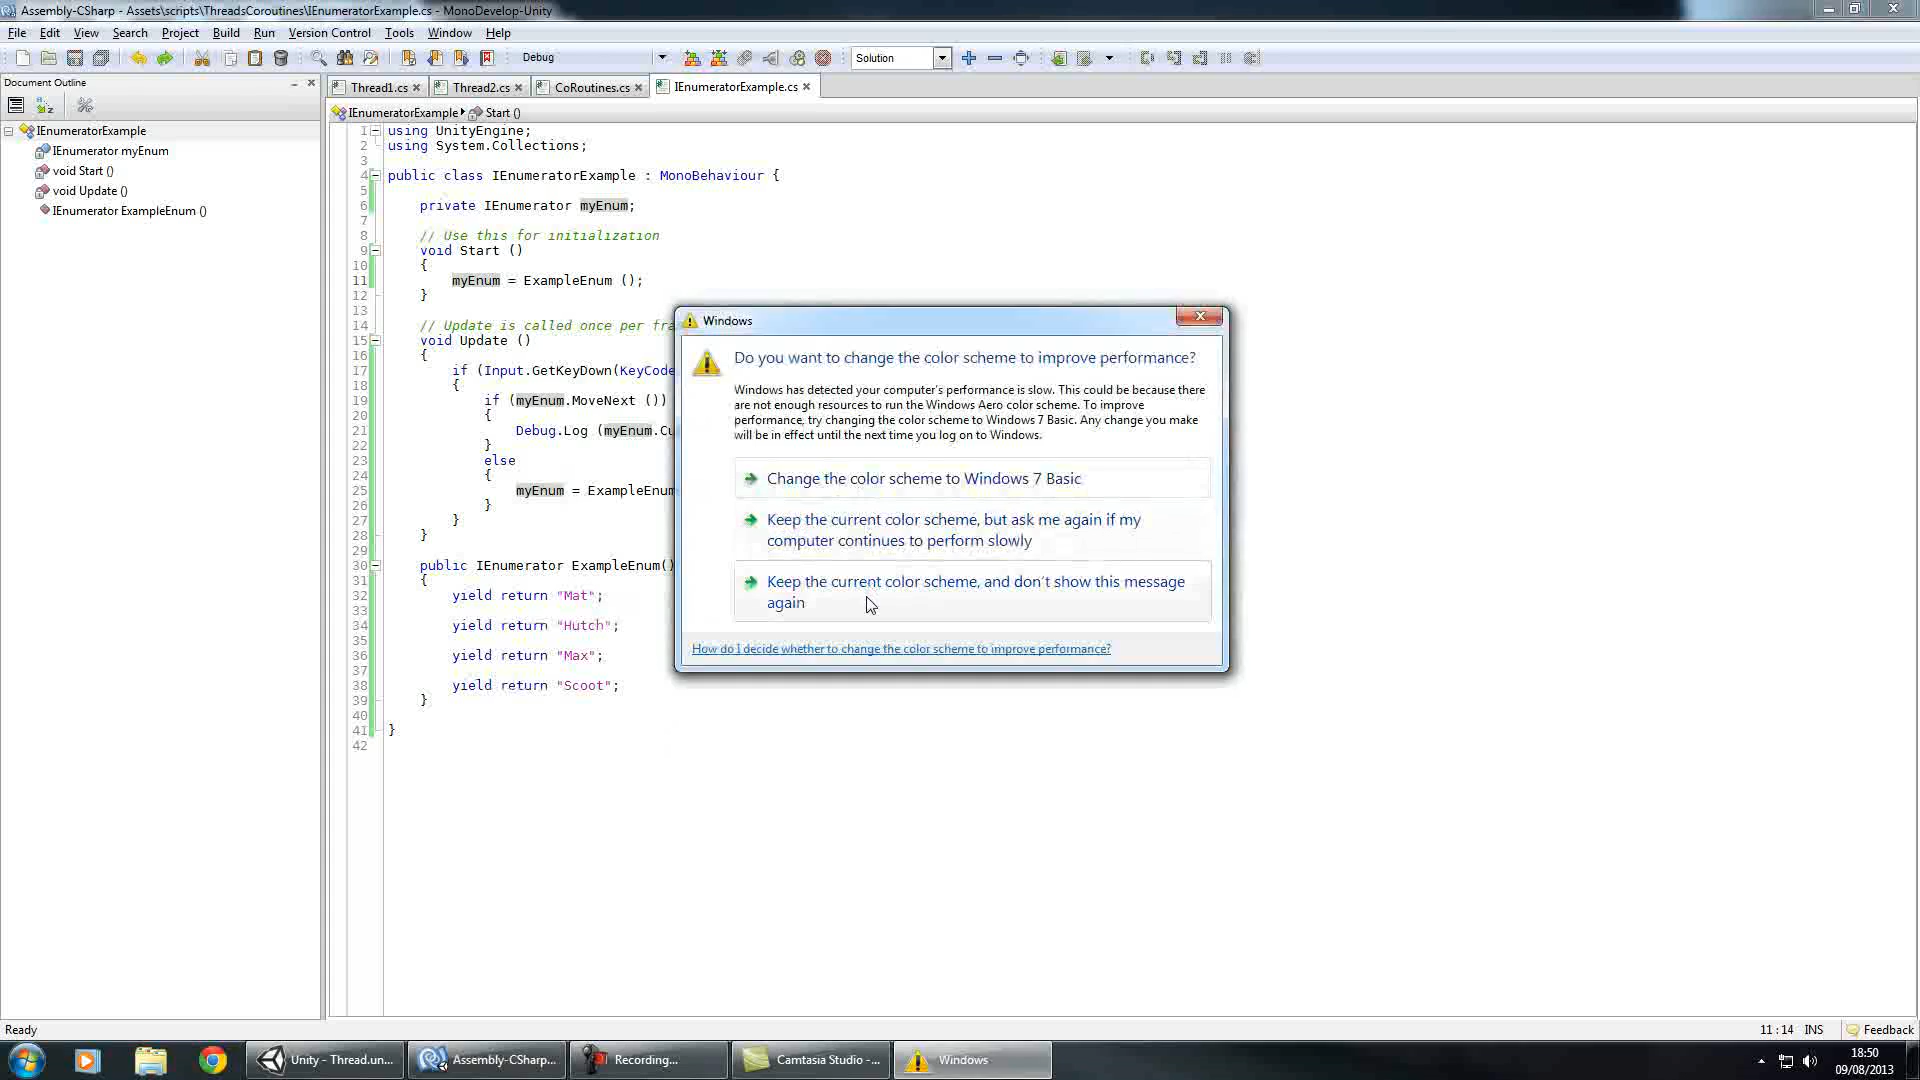 Assembly-CSharp - Assets\scripts\ThreadsCoroutines\IEnumeratorExample.cs - MonoDevelop-Unity
File Edit View Search Project Build Run Version Control Tools Window Help
Debug Solution
Document Outline
Thread1.cs Thread2.cs CoRoutines.cs IEnumeratorExample.cs
IEnumeratorExample Start ()
IEnumeratorExample
IEnumerator myEnum
void Start ()
void Update ()
IEnumerator ExampleEnum ()
1 using UnityEngine;
2 using System.Collections;
3
4 public class IEnumeratorExample : MonoBehaviour {
5
6 private IEnumerator myEnum;
7
8 // Use this for initialization
9 void Start ()
10 {
11 myEnum = ExampleEnum ();
12 }
13
14 // Update is called once per fra
15 void Update ()
16 {
17 if (Input.GetKeyDown(KeyCode
18 {
19 if (myEnum.MoveNext ())
20 {
21 Debug.Log (myEnum.Cu
22 }
23 else
24 {
25 myEnum = ExampleEnum
26 }
27 }
28 }
29
30 public IEnumerator ExampleEnum()
31 {
32 yield return "Mat";
33
34 yield return "Hutch";
35
36 yield return "Max";
37
38 yield return "Scoot";
39 }
40
41 }
42
Windows
Do you want to change the color scheme to improve performance?
Windows has detected your computer's performance is slow. This could be because there
are not enough resources to run the Windows Aero color scheme. To improve
performance, try changing the color scheme to Windows 7 Basic. Any change you make
will be in effect until the next time you log on to Windows.
Change the color scheme to Windows 7 Basic
Keep the current color scheme, but ask me again if my
computer continues to perform slowly
Keep the current color scheme, and don't show this message
again
How do I decide whether to change the color scheme to improve performance?
Ready 11 : 14 INS Feedback
Unity - Thread.un... Assembly-CSharp... Recording... Camtasia Studio -... Windows
18:50
09/08/2013